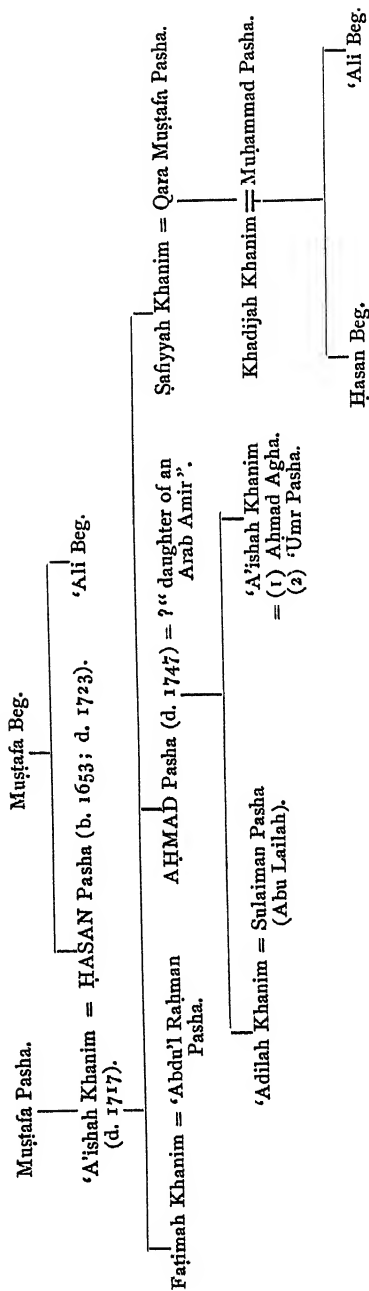 Muṣṭafa Pasha.
Muṣṭafa Beg.
‘A’ishah Khanim = ḤASAN Pasha (b. 1653; d. 1723).
(d. 1717).
‘Ali Beg.
Faṭimah Khanim = ‘Abdu’l Raḥman
Pasha.
AḤMAD Pasha (d. 1747) = ? “ daughter of an
Arab Amir”.
Ṣafiyyah Khanim = Qara Muṣṭafa Pasha.
‘Adilah Khanim = Sulaiman Pasha
(Abu Lailah).
‘A’ishah Khanim
= (1) Aḥmad Agha.
(2) ‘Umr Pasha.
Khadijah Khanim = Muḥammad Pasha.
Ḥasan Beg.
‘Ali Beg.